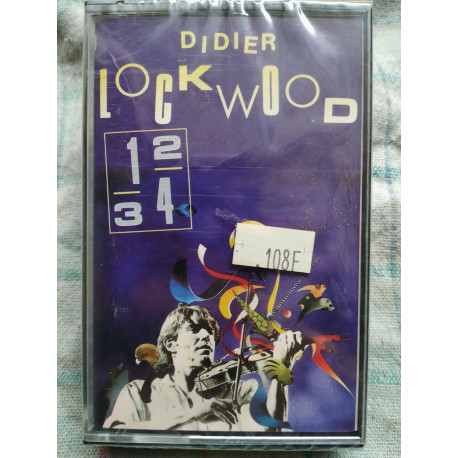 DIDIER
LOCKWOOD
1 2
3 4
108F